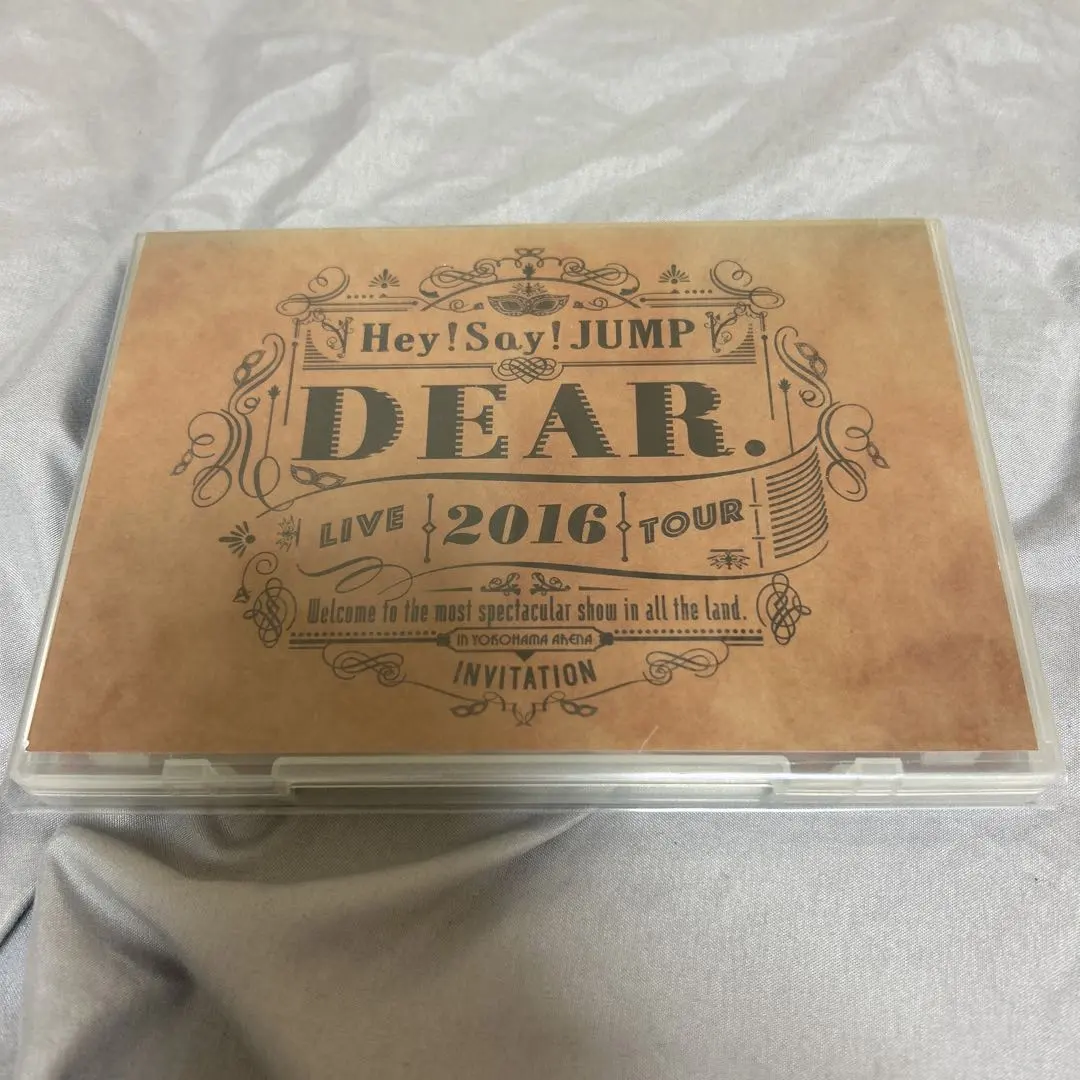 Hey!Say!JUMP
DEAR.
LIVE 2016 TOUR
Welcome to the most spectacular show in all the land.
IN YOKOHAMA ARENA
INVITATION